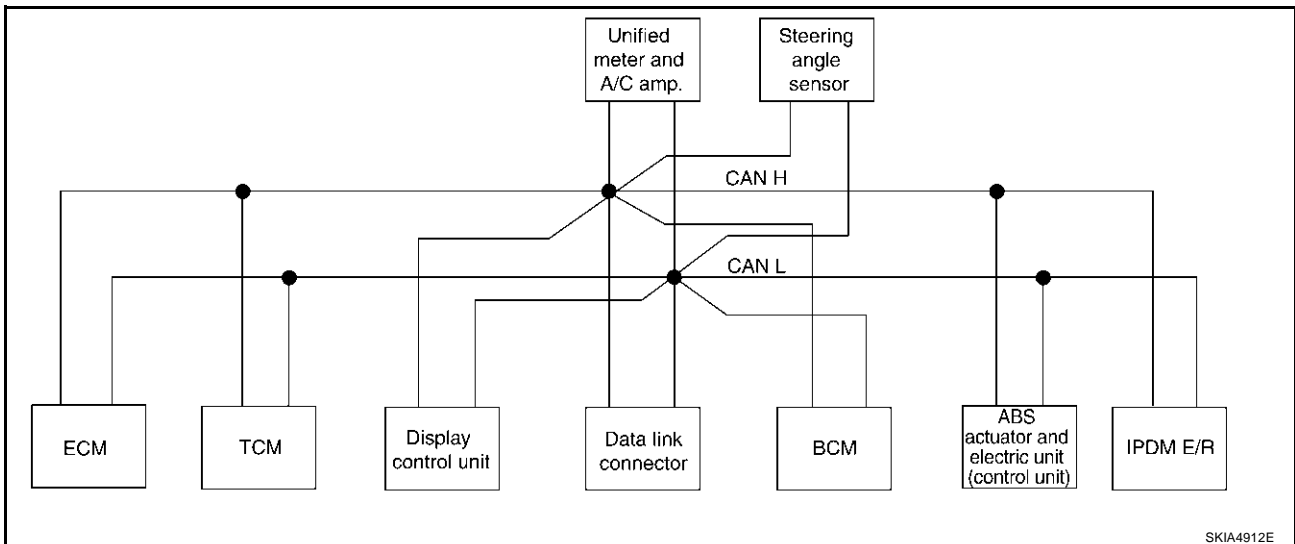 Unified
meter and
A/C amp.
Steering
angle
sensor
CAN H
CAN L
ECM
TCM
Display
control unit
Data link
connector
BCM
ABS
actuator and
electric unit
(control unit)
IPDM E/R
SKIA4912E